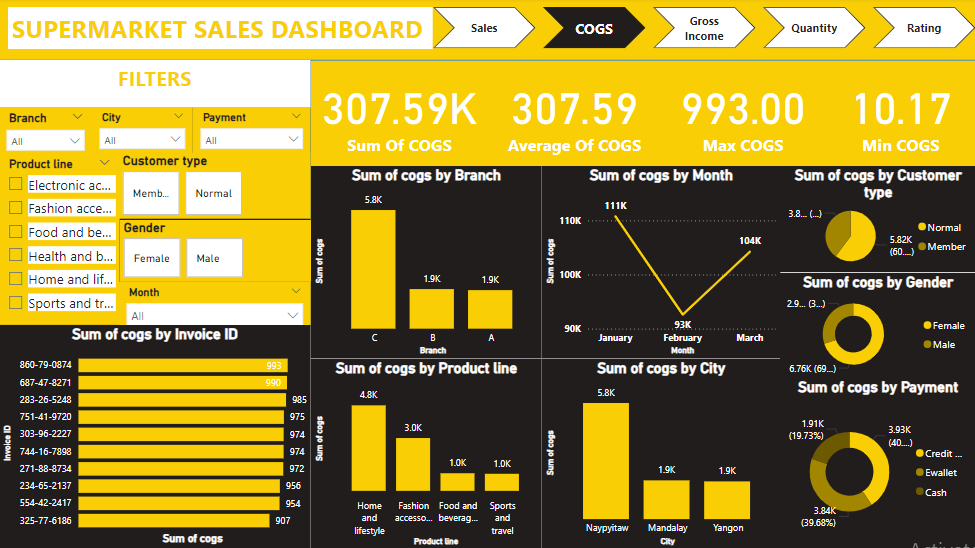 SUPERMARKET SALES DASHBOARD
Sales
COGS
Gross
Income
Quantity
Rating
FILTERS
Branch
All
City
All
Payment
All
Product line
Electronic ac...
Fashion acce...
Food and be...
Health and b...
Home and lif...
Sports and tr...
Customer type
Memb...
Normal
Gender
Female
Male
Month
All
307.59K
Sum Of COGS
307.59
Average Of COGS
993.00
Max COGS
10.17
Min COGS
Sum of cogs by Branch
Sum of cogs
5.8K
1.9K
1.9K
C
B
A
Branch
Sum of cogs by Month
Sum of cogs
110K
100K
90K
111K
93K
104K
January
February
March
Month
Sum of cogs by Customer
type
3.8... (...)
5.82K
(60....)
Normal
Member
Sum of cogs by Gender
2.9... (3...)
6.76K (69...)
Female
Male
Sum of cogs by Payment
1.91K
(19.73%)
3.93K
(40....)
3.84K
(39.68%)
Credit ...
Ewallet
Cash
Sum of cogs by Invoice ID
Invoice ID
860-79-0874 993
687-47-8271 990
283-26-5248 985
751-41-9720 975
303-96-2227 974
744-16-7898 974
271-88-8734 972
234-65-2137 956
554-42-2417 954
325-77-6186 907
Sum of cogs
Sum of cogs by Product line
Sum of cogs
4.8K
3.0K
1.0K
1.0K
Home
and
lifestyle
Fashion
accesso...
Food and
beverag...
Sports
and
travel
Product line
Sum of cogs by City
Sum of cogs
5.8K
1.9K
1.9K
Naypyitaw
Mandalay
Yangon
City